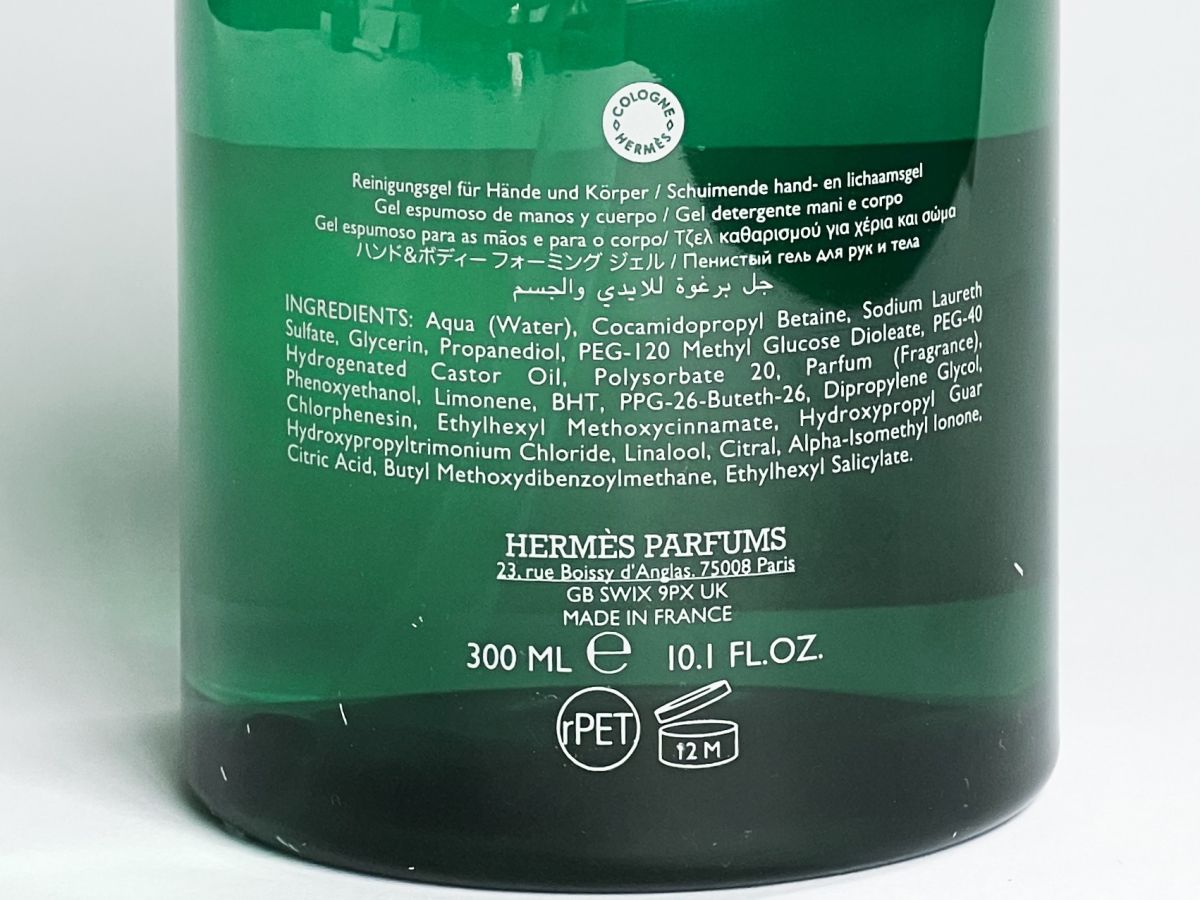 COLOGNE HERMÈS
Reinigungsgel für Hände und Körper / Schuimende hand- en lichaamsgel
Gel espumoso de manos y cuerpo / Gel detergente mani e corpo
Gel espumoso para as mãos e para o corpo/ Τζελ καθαρισμού για χέρια και σώμα
ハンド&ボディー フォーミング ジェル / Пенистый гель для рук и тела
جل برغوة للايدي والجسم
INGREDIENTS: Aqua (Water), Cocamidopropyl Betaine, Sodium Laureth
Sulfate, Glycerin, Propanediol, PEG-120 Methyl Glucose Dioleate, PEG-40
Hydrogenated Castor Oil, Polysorbate 20, Parfum (Fragrance),
Phenoxyethanol, Limonene, BHT, PPG-26-Buteth-26, Dipropylene Glycol,
Chlorphenesin, Ethylhexyl Methoxycinnamate, Hydroxypropyl Guar
Hydroxypropyltrimonium Chloride, Linalool, Citral, Alpha-Isomethyl Ionone,
Citric Acid, Butyl Methoxydibenzoylmethane, Ethylhexyl Salicylate.
HERMÈS PARFUMS
23, rue Boissy d'Anglas. 75008 Paris
GB SWIX 9PX UK
MADE IN FRANCE
300 ML ℮ 10.1 FL.OZ.
rPET 12 M